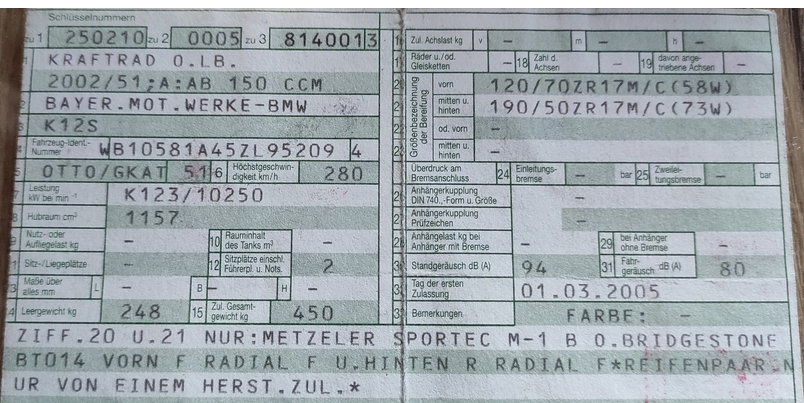 Schlüsselnummern
zu 1 250210 zu 2 0005 zu 3 8140013
KRAFTRAD O.LB.
2002/51;A:AB 150 CCM
BAYER.MOT.WERKE-BMW
K12S
Fahrzeug-Ident.-Nummer WB10581A45ZL95209 4
OTTO/GKAT 51 6 Höchstgeschwindigkeit km/h 280
Leistung kW bei min -1 K123/10250
8 Hubraum cm³ 1157
Nutz- oder Aufliegelast kg – 10 Rauminhalt des Tanks m³ –
Sitz-/Liegeplätze – 12 Sitzplätze einschl. Führerpl. u. Nots. 2
Maße über alles mm L – B – H –
Leergewicht kg 248 15 Zul. Gesamtgewicht kg 450
Zul. Achslast kg v – m – h –
Räder u./od. Gleisketten – 18 Zahl d. Achsen – 19 davon angetriebene Achsen –
Größenbezeichnung der Bereifung
vorn 120/70ZR17M/C(58W)
mitten u. hinten 190/50ZR17M/C(73W)
od. vorn –
mitten u. hinten –
Überdruck am Bremsanschluss 24 Einleitungsbremse – bar 25 Zweileitungsbremse – bar
Anhängerkupplung DIN 740..,-Form u. Größe –
Anhängerkupplung Prüfzeichen –
Anhängelast kg bei Anhänger mit Bremse – 29 bei Anhänger ohne Bremse –
Standgeräusch dB (A) 94 31 Fahrgeräusch dB (A) 80
Tag der ersten Zulassung 01.03.2005
Bemerkungen FARBE: –
ZIFF.20 U.21 NUR:METZELER SPORTEC M-1 B O.BRIDGESTONE
BT014 VORN F RADIAL F U.HINTEN R RADIAL F*REIFENPAAR N
UR VON EINEM HERST.ZUL.*